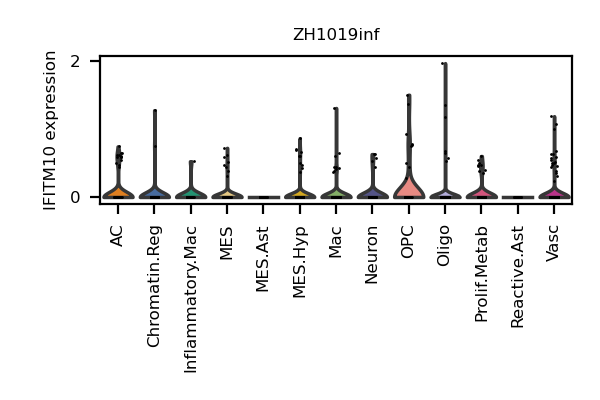 ZH1019inf
IFITM10 expression
2
0
AC
Chromatin.Reg
Inflammatory.Mac
MES
MES.Ast
MES.Hyp
Mac
Neuron
OPC
Oligo
Prolif.Metab
Reactive.Ast
Vasc